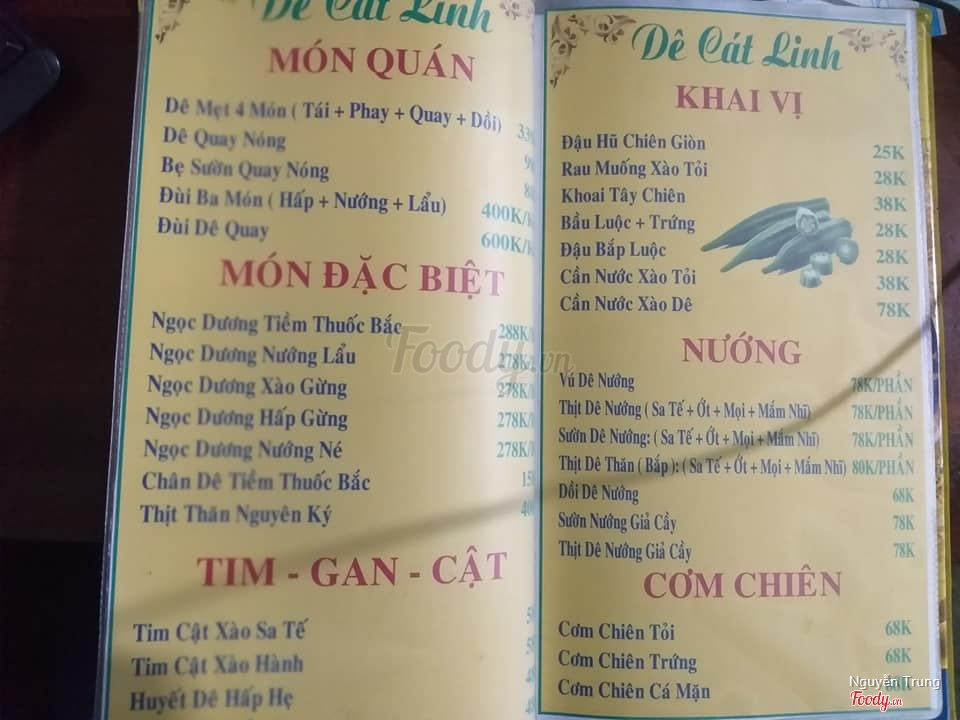 Dê Cát Linh
MÓN QUÁN
Dê Mẹt 4 Món ( Tái + Phay + Quay + Dồi)
Dê Quay Nóng
Bẹ Sườn Quay Nóng
Đùi Ba Món ( Hấp + Nướng + Lẩu) 400K/
Đùi Dê Quay 600K/
MÓN ĐẶC BIỆT
Ngọc Dương Tiềm Thuốc Bắc 288K/
Ngọc Dương Nướng Lẩu 278K/
Ngọc Dương Xào Gừng 278K/
Ngọc Dương Hấp Gừng 278K/
Ngọc Dương Nướng Né 278K/
Chân Dê Tiềm Thuốc Bắc
Thịt Thăn Nguyên Ký
TIM - GAN - CẬT
Tim Cật Xào Sa Tế
Tim Cật Xào Hành
Huyết Dê Hấp Hẹ
Dê Cát Linh
KHAI VỊ
Đậu Hũ Chiên Giòn 25K
Rau Muống Xào Tỏi 28K
Khoai Tây Chiên 38K
Bầu Luộc + Trứng 28K
Đậu Bắp Luộc 28K
Cần Nước Xào Tỏi 38K
Cần Nước Xào Dê 78K
NƯỚNG
Vú Dê Nướng 78K/PHẦN
Thịt Dê Nướng ( Sa Tế + Ớt + Mọi + Mắm Nhĩ) 78K/PHẦN
Sườn Dê Nướng: ( Sa Tế + Ớt + Mọi + Mắm Nhĩ) 78K/PHẦN
Thịt Dê Thăn ( Bắp ): ( Sa Tế + Ớt + Mọi + Mắm Nhĩ) 80K/PHẦN
Dồi Dê Nướng 68K
Sườn Nướng Giả Cầy 78K
Thịt Dê Nướng Giả Cầy 78K
CƠM CHIÊN
Cơm Chiên Tỏi 68K
Cơm Chiên Trứng 68K
Cơm Chiên Cá Mặn
Foody.vn
Nguyễn Trung
Foody.vn